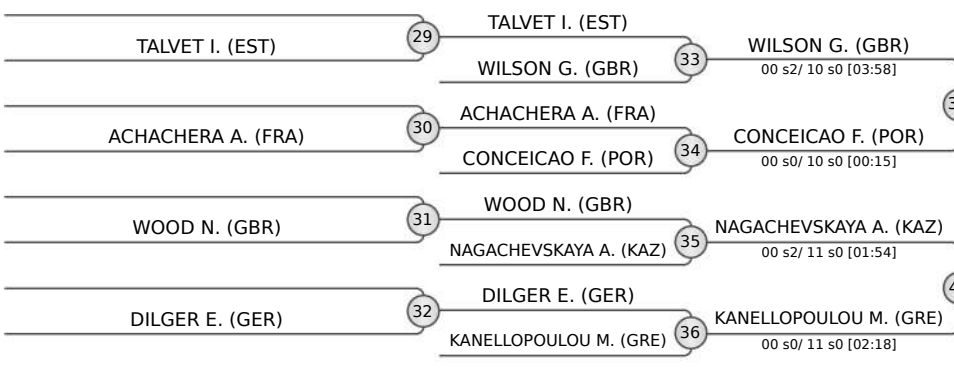 TALVET I. (EST)
29
TALVET I. (EST)
WILSON G. (GBR)
33
WILSON G. (GBR)
00 s2/ 10 s0 [03:58]
ACHACHERA A. (FRA)
30
ACHACHERA A. (FRA)
CONCEICAO F. (POR)
34
CONCEICAO F. (POR)
00 s0/ 10 s0 [00:15]
WOOD N. (GBR)
31
WOOD N. (GBR)
NAGACHEVSKAYA A. (KAZ)
35
NAGACHEVSKAYA A. (KAZ)
00 s2/ 11 s0 [01:54]
DILGER E. (GER)
32
DILGER E. (GER)
KANELLOPOULOU M. (GRE)
36
KANELLOPOULOU M. (GRE)
00 s0/ 11 s0 [02:18]